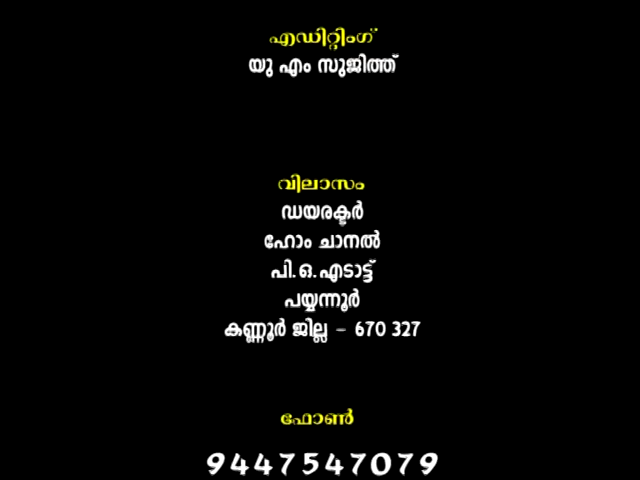 എഡിറ്റിംഗ്
യു എം സുജിത്ത്
വിലാസം
ഡയരക്ടർ
ഹോം ചാനൽ
പി.ഒ.എടാട്ട്
പയ്യന്നൂർ
കണ്ണൂർ ജില്ല – 670 327
ഫോൺ
9447547079